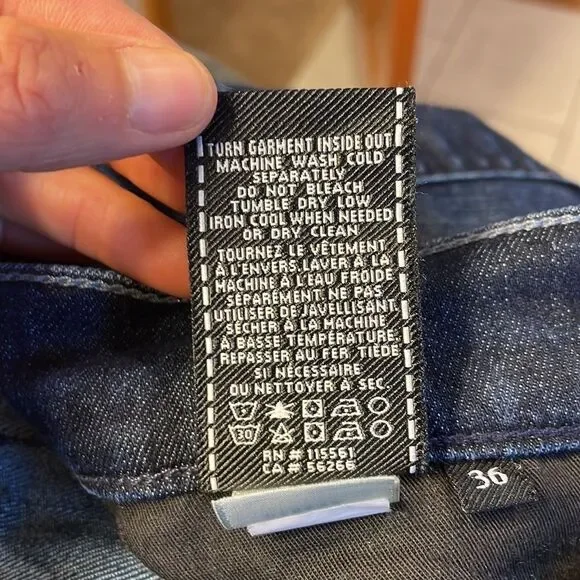 TURN GARMENT INSIDE OUT
MACHINE WASH COLD
SEPARATELY
DO NOT BLEACH
TUMBLE DRY LOW
IRON COOL WHEN NEEDED
OR DRY CLEAN
TOURNEZ LE VÊTEMENT
À L'ENVERS. LAVER À LA
MACHINE À L'EAU FROIDE
SÉPARÉMENT. NE PAS
UTILISER DE JAVELLISANT.
SÉCHER À LA MACHINE
À BASSE TEMPÉRATURE.
REPASSER AU FER TIÈDE
SI NÉCESSAIRE
OU NETTOYER À SEC.
30
RN # 115561
CA # 56266
36